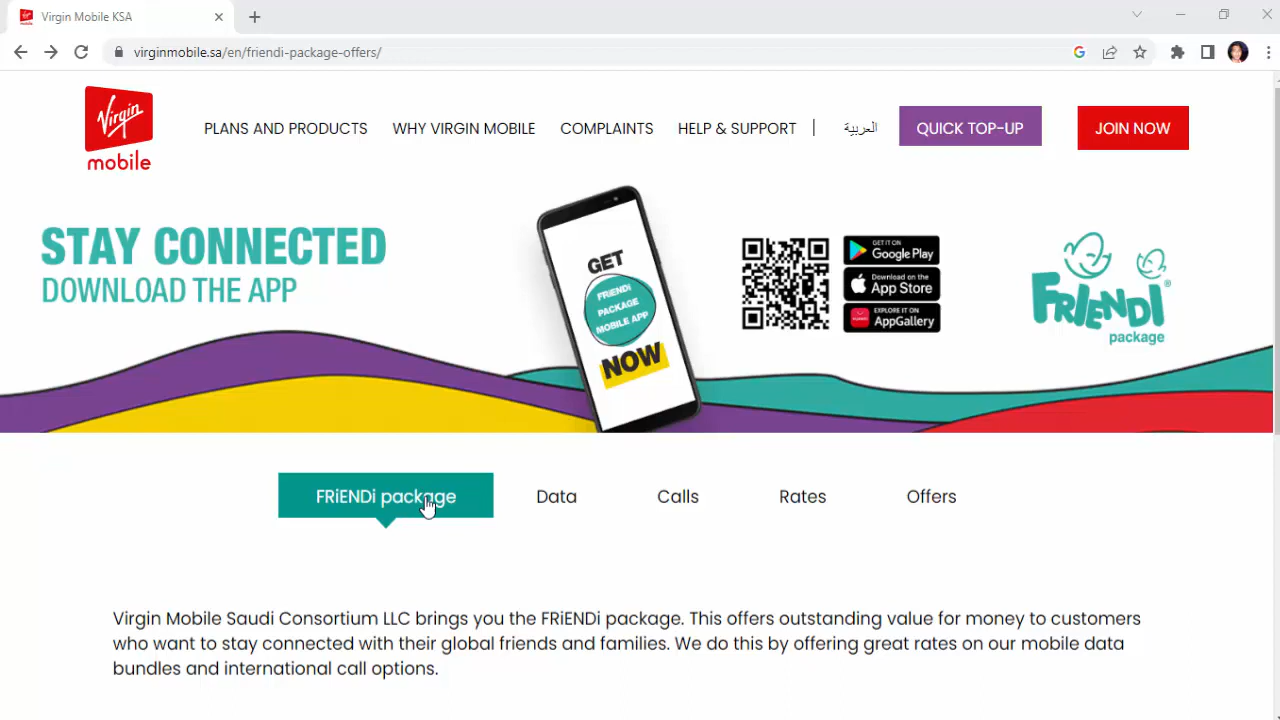 Virgin Mobile KSA
virginmobile.sa/en/friendi-package-offers/
Virgin
mobile
PLANS AND PRODUCTS
WHY VIRGIN MOBILE
COMPLAINTS
HELP & SUPPORT
العربية
QUICK TOP-UP
JOIN NOW
STAY CONNECTED
DOWNLOAD THE APP
GET
FRiENDi
PACKAGE
MOBILE APP
NOW
GET IT ON
Google Play
Download on the
App Store
EXPLORE IT ON
AppGallery
FRiENDi
package
FRiENDi package
Data
Calls
Rates
Offers
Virgin Mobile Saudi Consortium LLC brings you the FRiENDi package. This offers outstanding value for money to customers
who want to stay connected with their global friends and families. We do this by offering great rates on our mobile data
bundles and international call options.